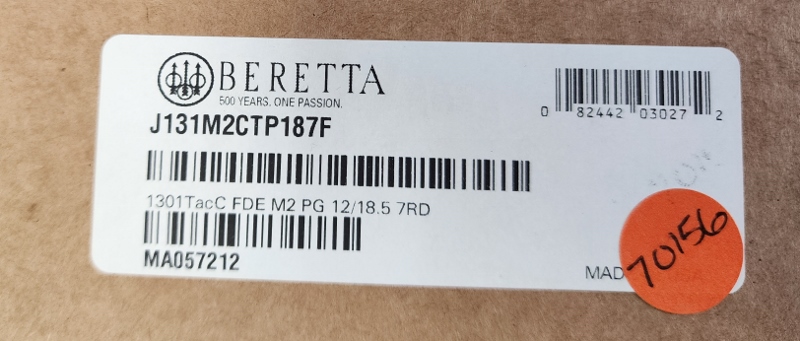 BERETTA
500 YEARS. ONE PASSION.
J131M2CTP187F
0 82442 03027 2
1301TacC FDE M2 PG 12/18.5 7RD
MA057212
MAD
70156